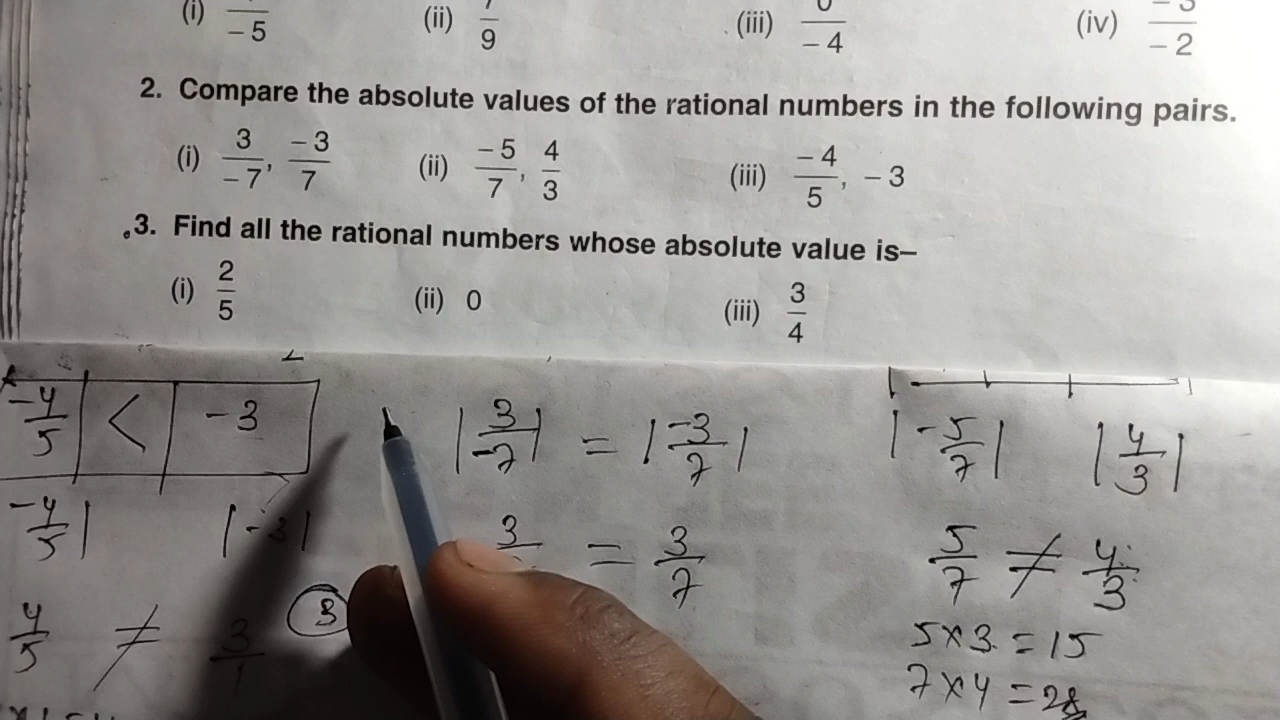 (i) -5 (ii) 9 (iii) -4 (iv) -2
2. Compare the absolute values of the rational numbers in the following pairs.
(i) 3/-7, -3/7 (ii) -5/7, 4/3 (iii) -4/5, -3
3. Find all the rational numbers whose absolute value is–
(i) 2/5 (ii) 0 (iii) 3/4
-4/5 < -3
-4/5| |-3|
4/5 ≠ 3/1
3
|3/-7| = |-3/7|
3 = 3/7
|-5/7| |4/3|
5/7 ≠ 4/3
5×3 = 15
7×4 = 28